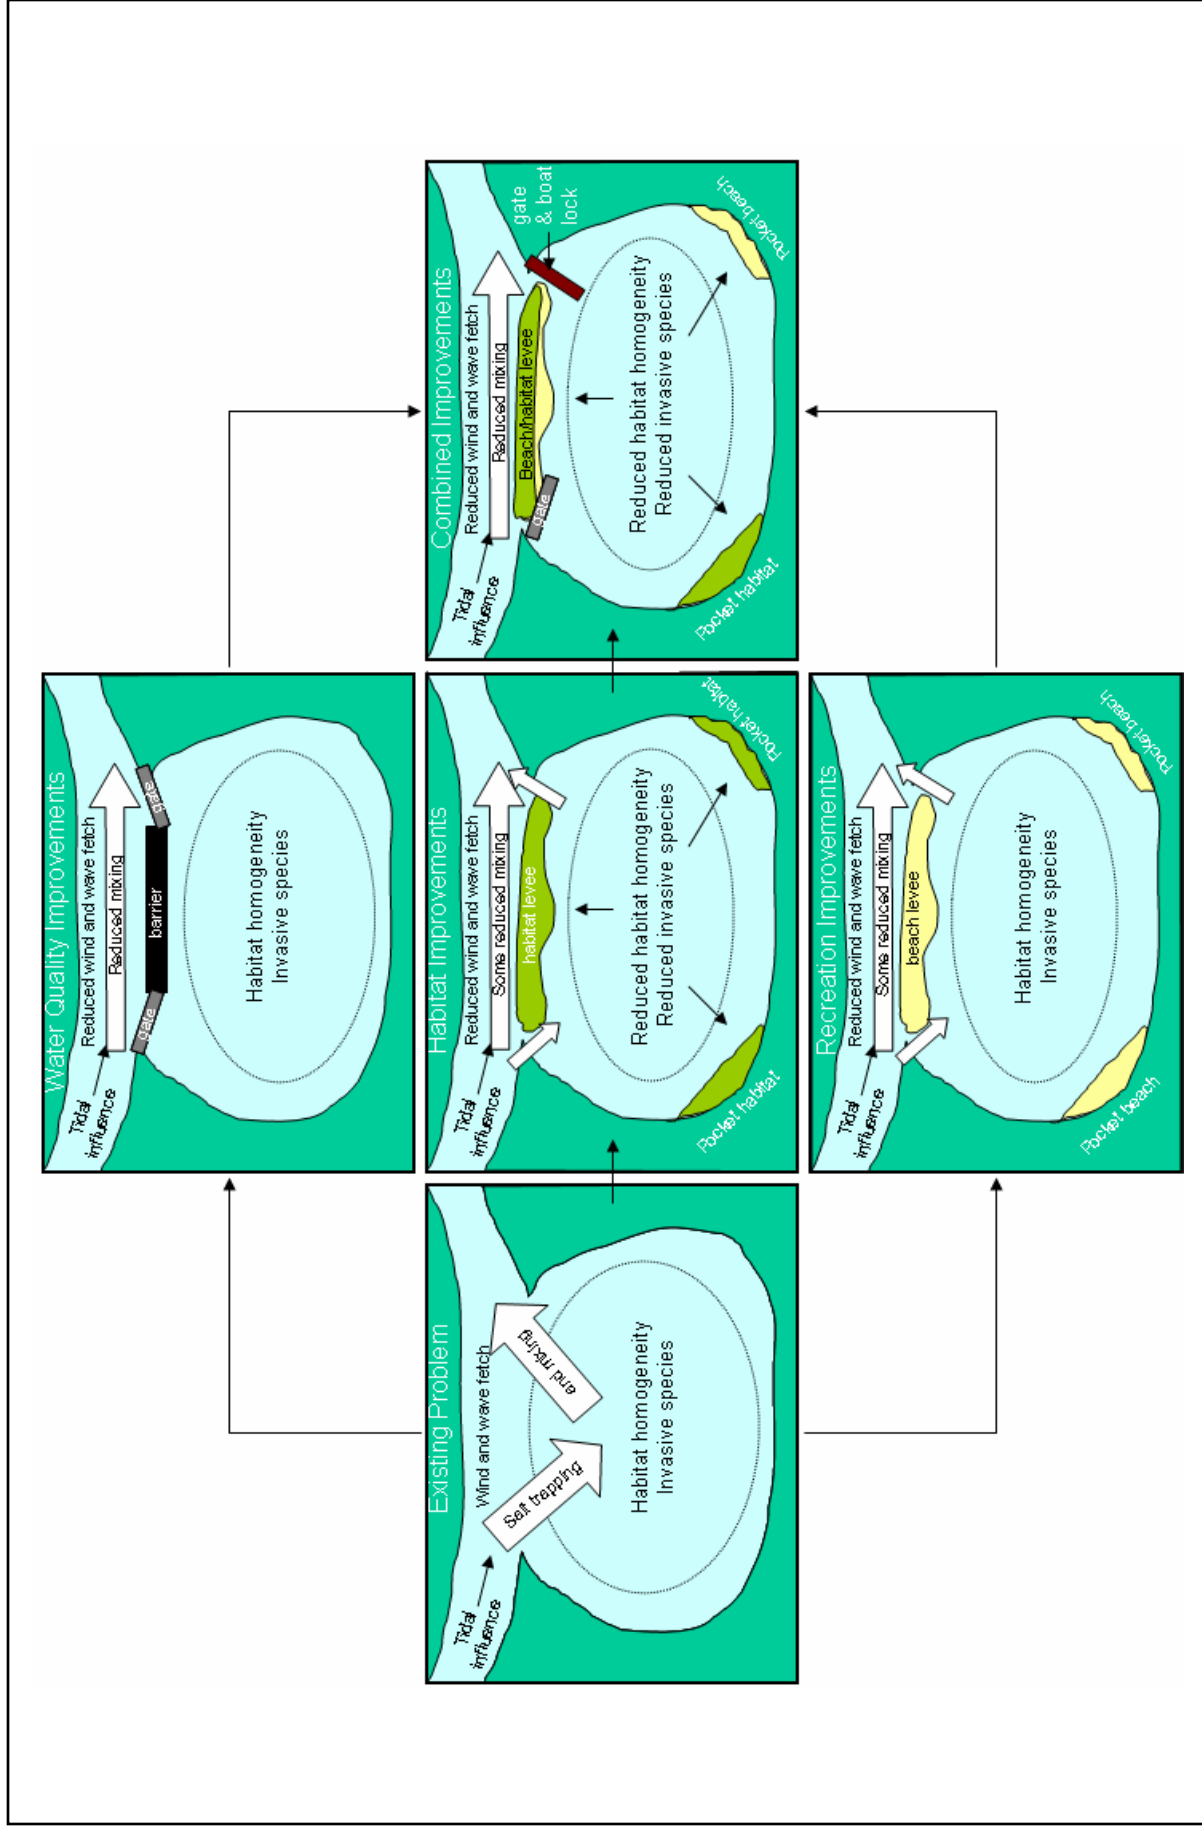 Existing Problem
Wind and wave fetch
Tidal
influence
Salt trapping
and mixing
Habitat homogeneity
Invasive species
Water Quality Improvements
Reduced wind and wave fetch
Tidal
influence
Reduced mixing
gate
barrier
gate
Habitat homogeneity
Invasive species
Habitat Improvements
Reduced wind and wave fetch
Tidal
influence
Some reduced mixing
habitat levee
Reduced habitat homogeneity
Reduced invasive species
Pocket habitat
Pocket habitat
Recreation Improvements
Reduced wind and wave fetch
Tidal
influence
Some reduced mixing
beach levee
Habitat homogeneity
Invasive species
Pocket beach
Pocket beach
Combined Improvements
Reduced wind and wave fetch
Tidal
influence
Reduced mixing
Beach/habitat levee
gate
gate
& boat
lock
Reduced habitat homogeneity
Reduced invasive species
Pocket habitat
Pocket beach